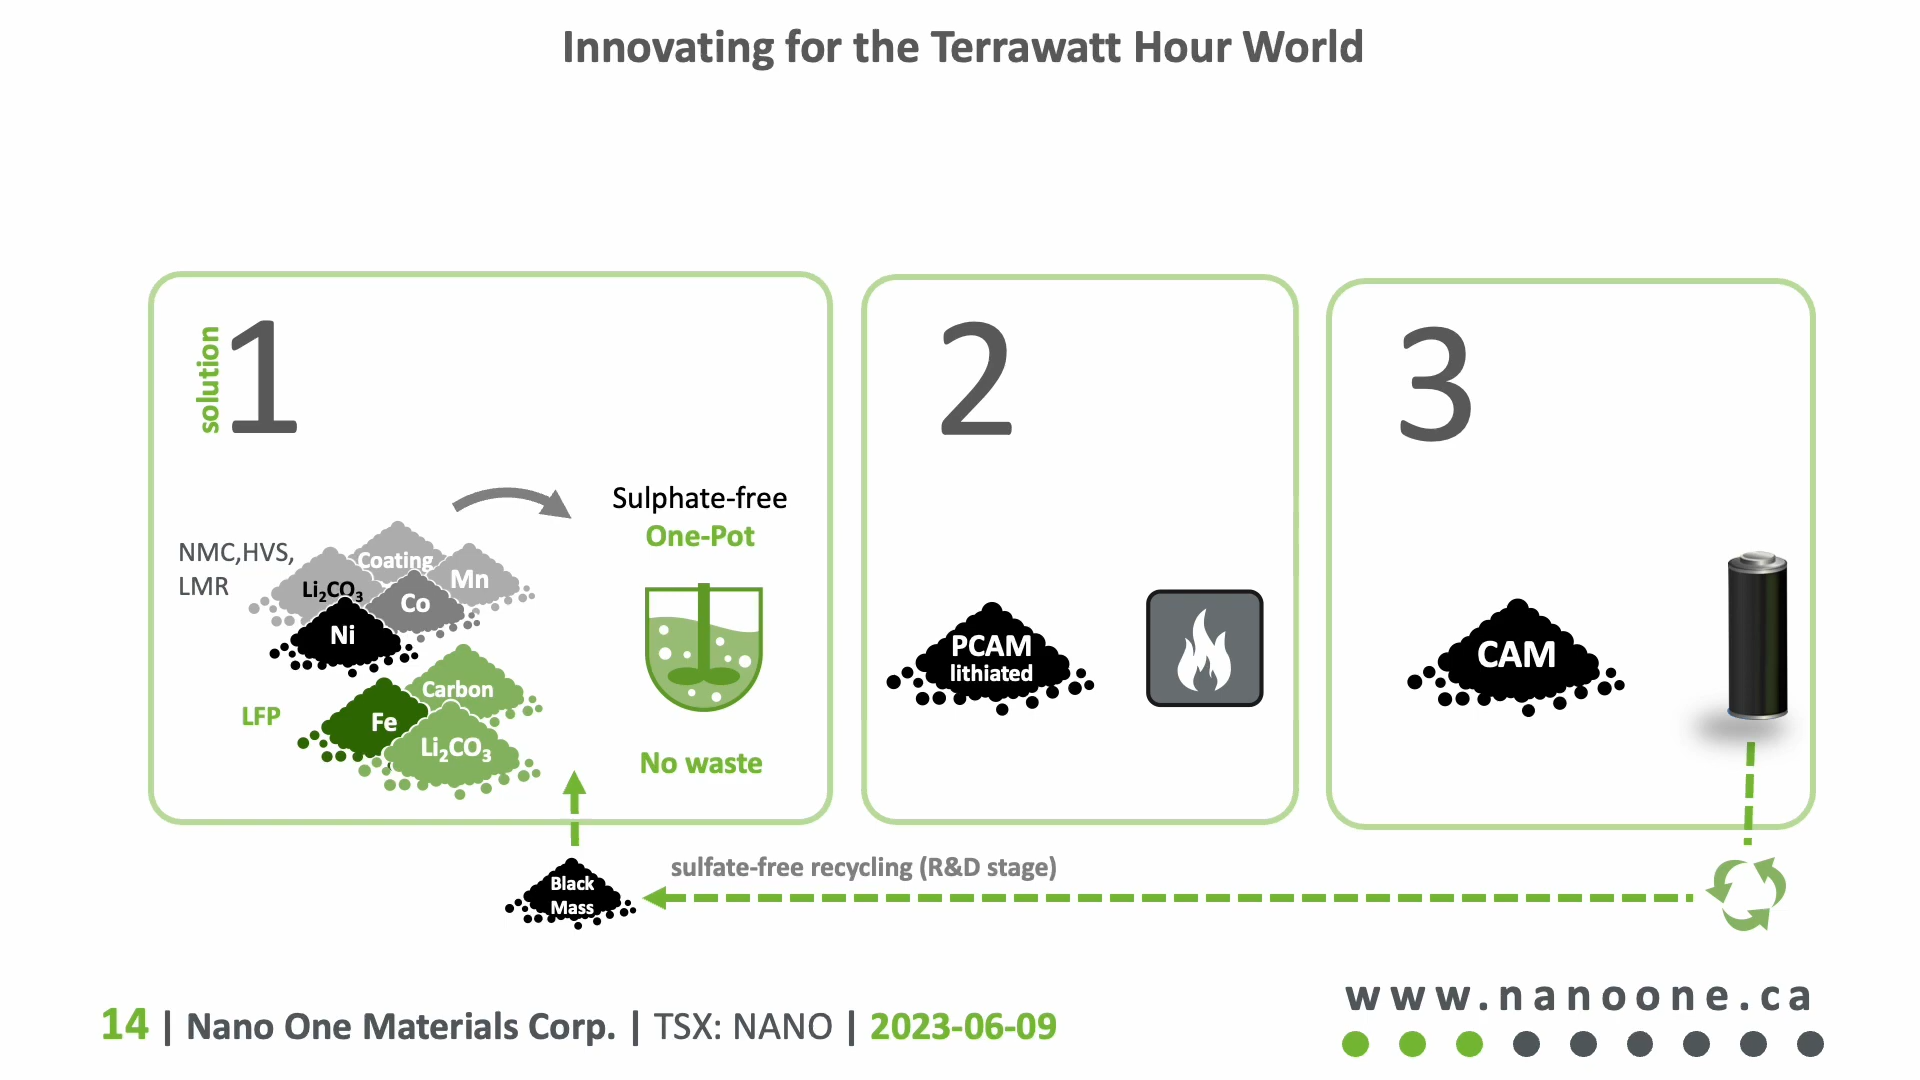 Innovating for the Terrawatt Hour World
solution
1
NMC,HVS,
LMR
Coating
Mn
Li₂CO₃
Co
Ni
LFP
Carbon
Fe
Li₂CO₃
Sulphate-free
One-Pot
No waste
2
PCAM
lithiated
3
CAM
Black
Mass
sulfate-free recycling (R&D stage)
14 | Nano One Materials Corp. | TSX: NANO | 2023-06-09
www.nanoone.ca